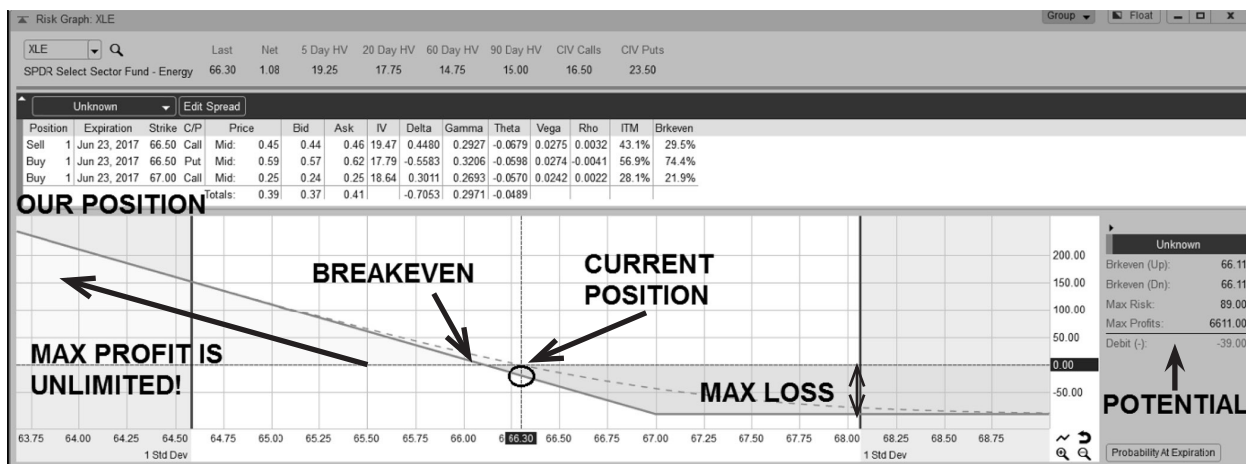 Risk Graph: XLE
Group
Float
XLE
Last Net 5 Day HV 20 Day HV 60 Day HV 90 Day HV CIV Calls CIV Puts
SPDR Select Sector Fund - Energy 66.30 1.08 19.25 17.75 14.75 15.00 16.50 23.50
Unknown Edit Spread
Position Expiration Strike C/P Price Bid Ask IV Delta Gamma Theta Vega Rho ITM Brkeven
Sell 1 Jun 23, 2017 66.50 Call Mid: 0.45 0.44 0.46 19.47 0.4480 0.2927 -0.0679 0.0275 0.0032 43.1% 29.5%
Buy 1 Jun 23, 2017 66.50 Put Mid: 0.59 0.57 0.62 17.79 -0.5583 0.3206 -0.0598 0.0274 -0.0041 56.9% 74.4%
Buy 1 Jun 23, 2017 67.00 Call Mid: 0.25 0.24 0.25 18.64 0.3011 0.2693 -0.0570 0.0242 0.0022 28.1% 21.9%
Totals: 0.39 0.37 0.41 -0.7053 0.2971 -0.0489
OUR POSITION
BREAKEVEN
CURRENT
POSITION
MAX PROFIT IS
UNLIMITED!
MAX LOSS
200.00
150.00
100.00
50.00
0.00
-50.00
Unknown
Brkeven (Up): 66.11
Brkeven (Dn): 66.11
Max Risk: 89.00
Max Profits: 6611.00
Debit (-): -39.00
POTENTIAL
63.75 64.00 64.25 64.50 64.75 65.00 65.25 65.50 65.75 66.00 66.30 66.50 66.75 67.00 67.25 67.50 67.75 68.00 68.25 68.50 68.75
1 Std Dev 1 Std Dev
Probability At Expiration